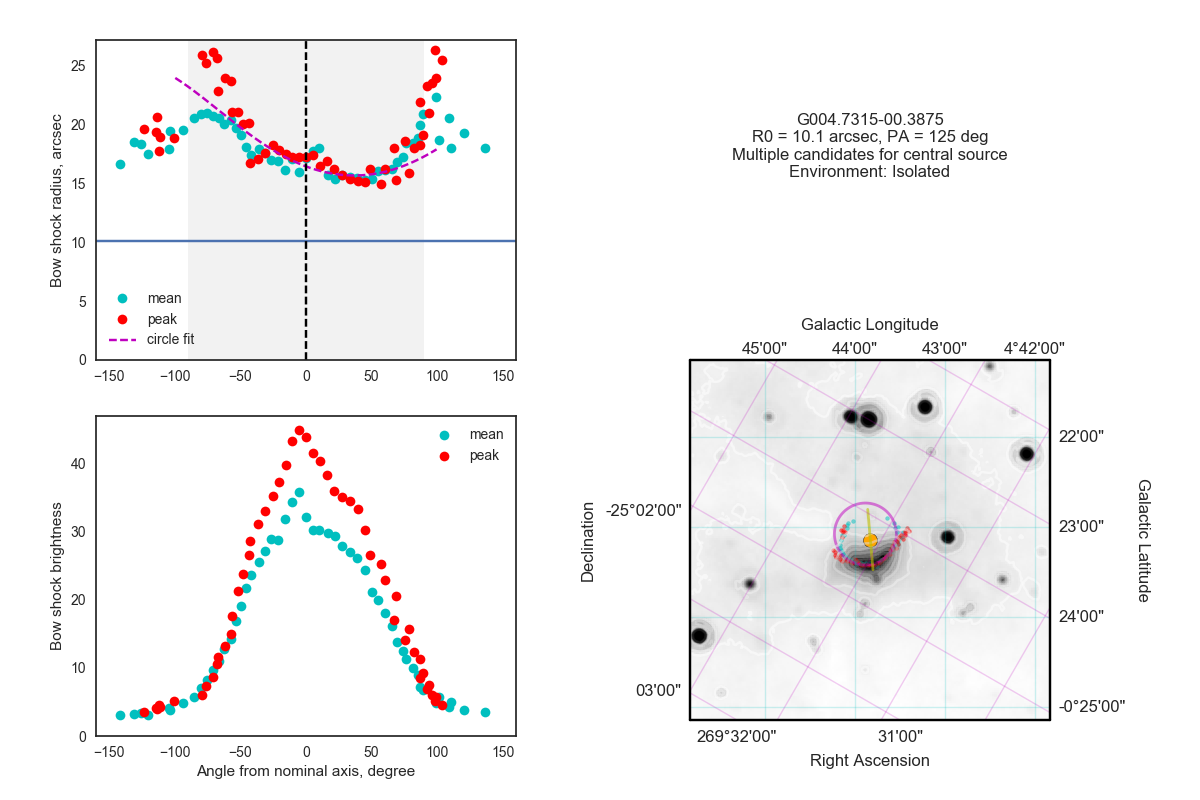 25
20
15
10
5
0
Bow shock radius, arcsec
mean
peak
circle fit
−150
−100
−50
0
50
100
150
G004.7315-00.3875
R0 = 10.1 arcsec, PA = 125 deg
Multiple candidates for central source
Environment: Isolated
40
30
20
10
0
Bow shock brightness
mean
peak
−150
−100
−50
0
50
100
150
Angle from nominal axis, degree
Galactic Longitude
45'00"
44'00"
43'00"
4°42'00"
22'00"
23'00"
24'00"
-0°25'00"
Galactic Latitude
-25°02'00"
03'00"
Declination
269°32'00"
31'00"
Right Ascension